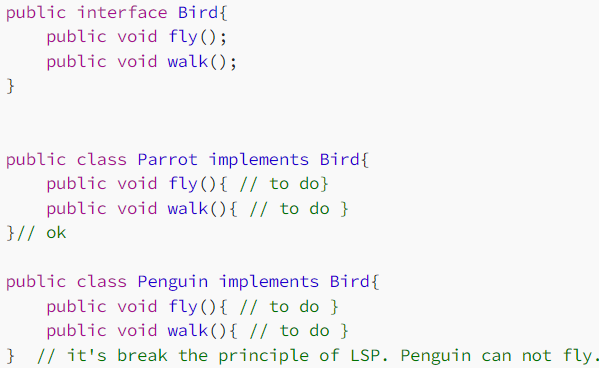 public interface Bird{
    public void fly();
    public void walk();
}
public class Parrot implements Bird{
    public void fly(){ // to do}
    public void walk(){ // to do }
}// ok
public class Penguin implements Bird{
    public void fly(){ // to do }
    public void walk(){ // to do }
}  // it's break the principle of LSP. Penguin can not fly.